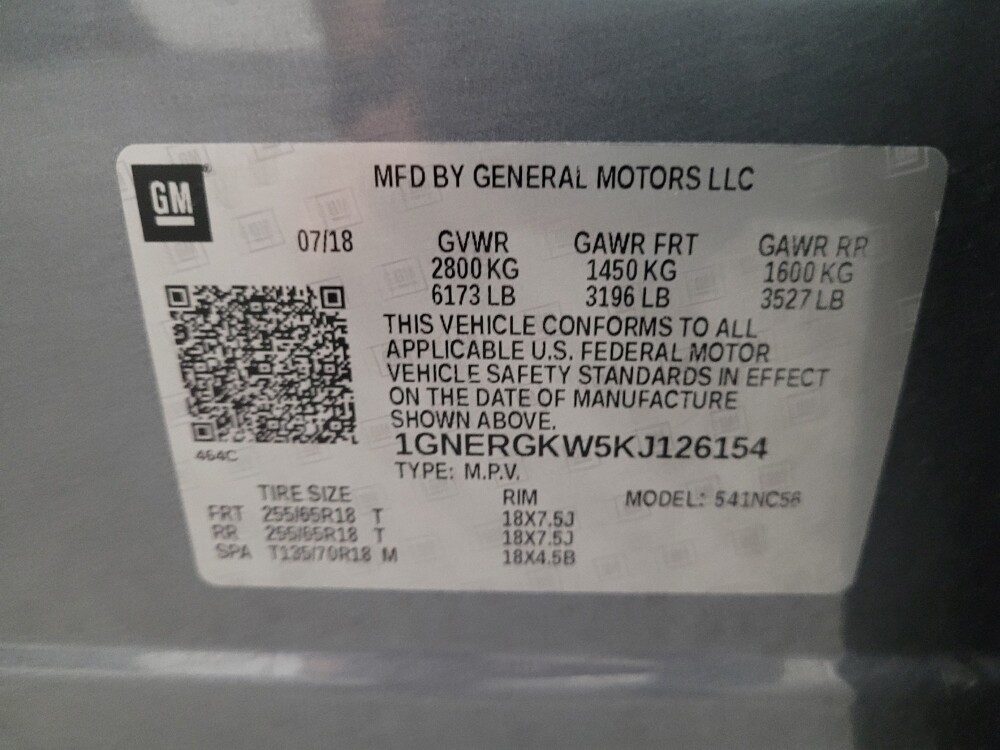 GM
MFD BY GENERAL MOTORS LLC
07/18 GVWR GAWR FRT GAWR RR
2800 KG 1450 KG 1600 KG
6173 LB 3196 LB 3527 LB
THIS VEHICLE CONFORMS TO ALL
APPLICABLE U.S. FEDERAL MOTOR
VEHICLE SAFETY STANDARDS IN EFFECT
ON THE DATE OF MANUFACTURE
SHOWN ABOVE.
464C
1GNERGKW5KJ126154
TYPE: M.P.V.
TIRE SIZE RIM MODEL: 541NC56
FRT 255/65R18 T 18X7.5J
RR 255/65R18 T 18X7.5J
SPA T135/70R18 M 18X4.5B